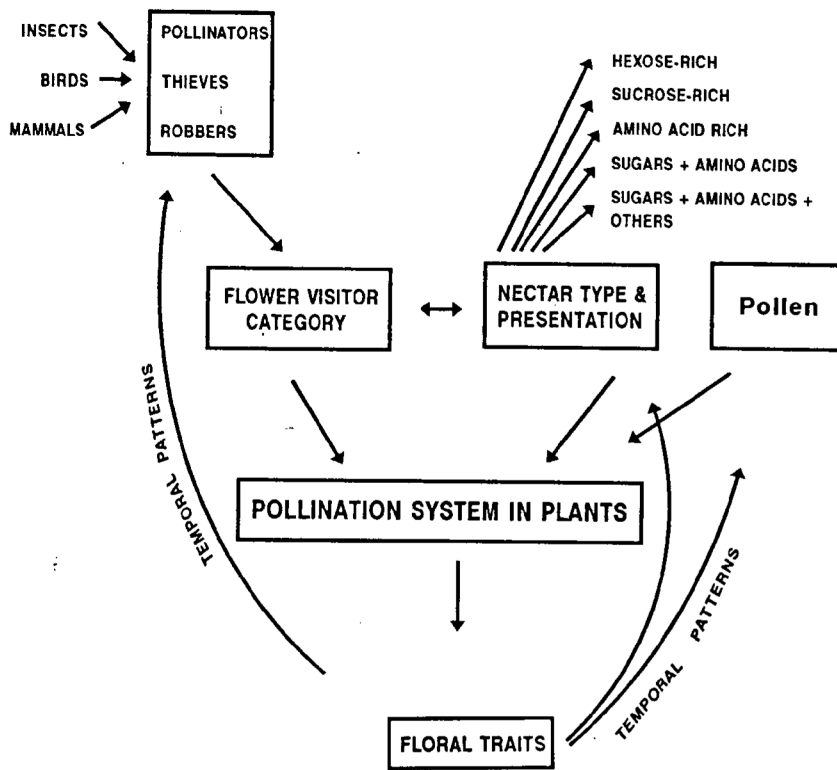 INSECTS
BIRDS
MAMMALS
POLLINATORS
THIEVES
ROBBERS
HEXOSE-RICH
SUCROSE-RICH
AMINO ACID RICH
SUGARS + AMINO ACIDS
SUGARS + AMINO ACIDS +
OTHERS
FLOWER VISITOR
CATEGORY
NECTAR TYPE &
PRESENTATION
Pollen
TEMPORAL PATTERNS
POLLINATION SYSTEM IN PLANTS
TEMPORAL PATTERNS
FLORAL TRAITS